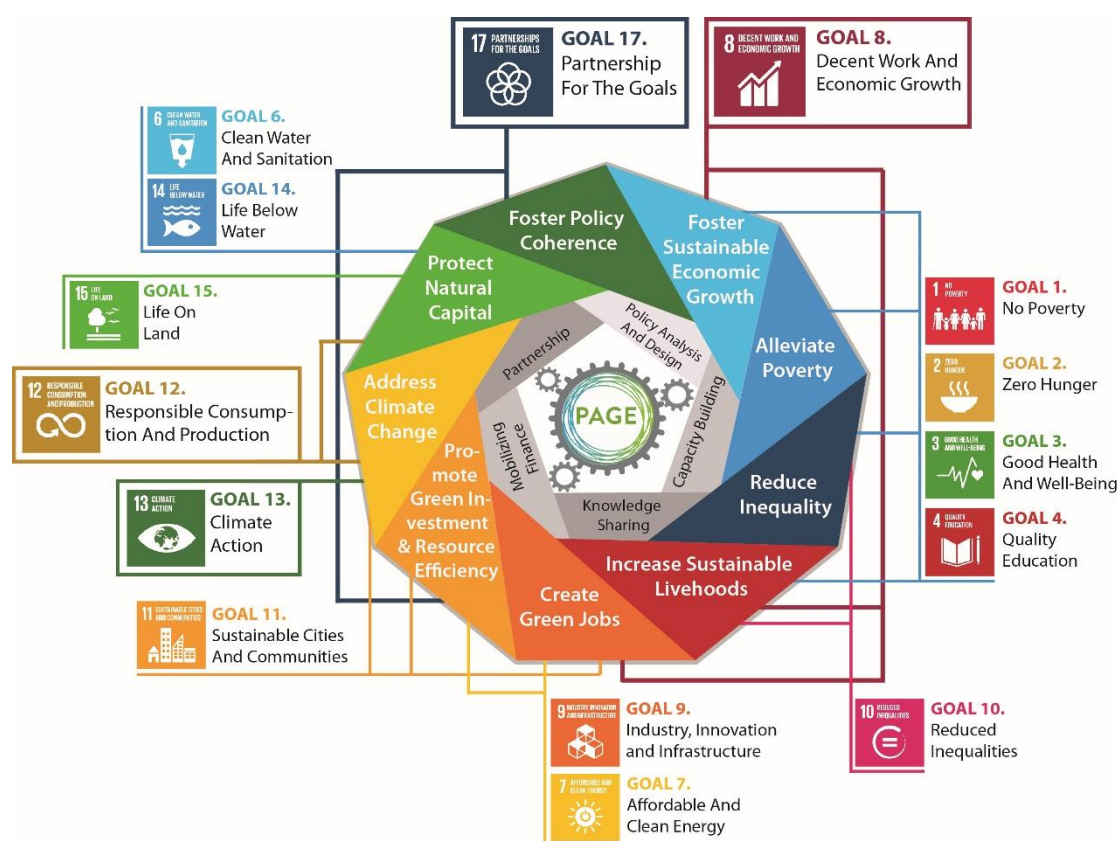 17 PARTNERSHIPS
FOR THE GOALS
GOAL 17.
Partnership
For The Goals
8 DECENT WORK AND
ECONOMIC GROWTH
GOAL 8.
Decent Work And
Economic Growth
6 CLEAN WATER
AND SANITATION
GOAL 6.
Clean Water
And Sanitation
14 LIFE
BELOW WATER
GOAL 14.
Life Below
Water
15 LIFE
ON LAND
GOAL 15.
Life On
Land
12 RESPONSIBLE
CONSUMPTION
AND PRODUCTION
GOAL 12.
Responsible Consump-
tion And Production
13 CLIMATE
ACTION
GOAL 13.
Climate
Action
11 SUSTAINABLE CITIES
AND COMMUNITIES
GOAL 11.
Sustainable Cities
And Communities
Foster Policy
Coherence
Foster
Sustainable
Economic
Growth
Protect
Natural
Capital
Alleviate
Poverty
Address
Climate
Change
Reduce
Inequality
Pro-
mote
Green In-
vestment
& Resource
Efficiency
Create
Green Jobs
Increase Sustainable
Livehoods
Partnership
Policy Analysis
And Design
Capacity Building
Knowledge
Sharing
Mobilizing
Finance
PAGE
1 NO
POVERTY
GOAL 1.
No Poverty
2 ZERO
HUNGER
GOAL 2.
Zero Hunger
3 GOOD HEALTH
AND WELL-BEING
GOAL 3.
Good Health
And Well-Being
4 QUALITY
EDUCATION
GOAL 4.
Quality
Education
9 INDUSTRY, INNOVATION
AND INFRASTRUCTURE
GOAL 9.
Industry, Innovation
and Infrastructure
10 REDUCED
INEQUALITIES
GOAL 10.
Reduced
Inequalities
7 AFFORDABLE AND
CLEAN ENERGY
GOAL 7.
Affordable And
Clean Energy